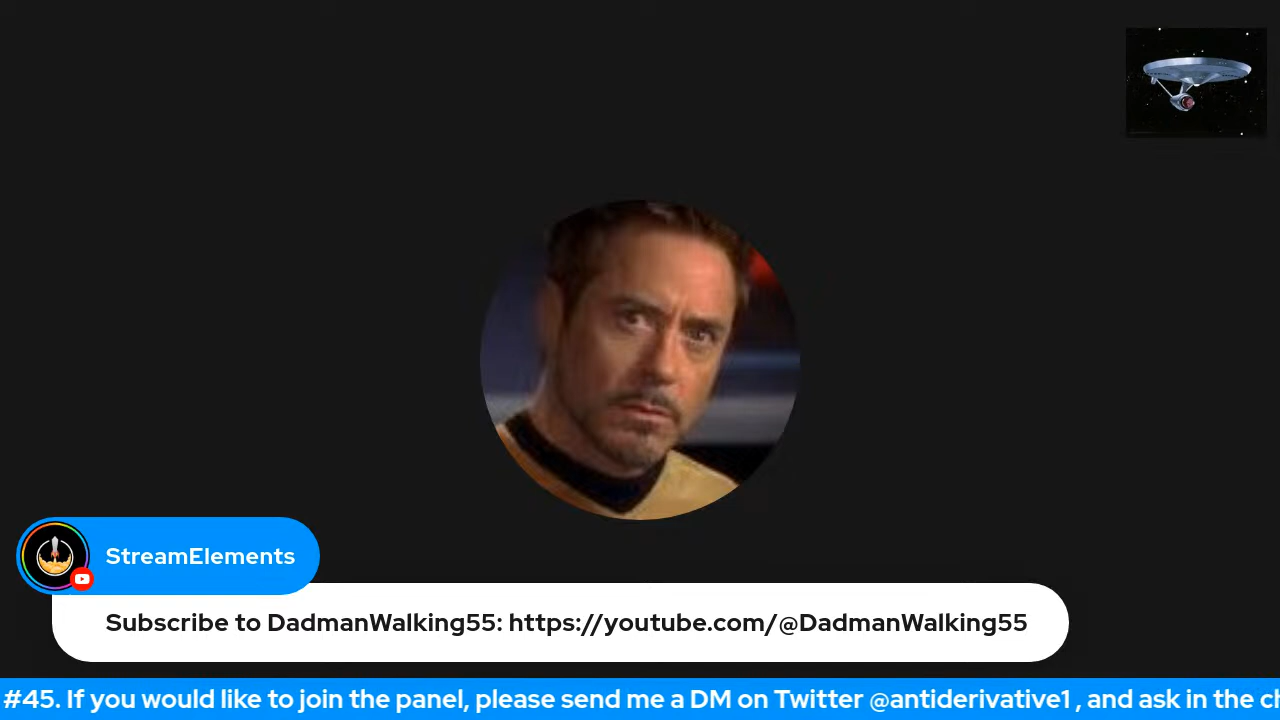 StreamElements
Subscribe to DadmanWalking55: https://youtube.com/@DadmanWalking55
#45. If you would like to join the panel, please send me a DM on Twitter @antiderivative1 , and ask in the